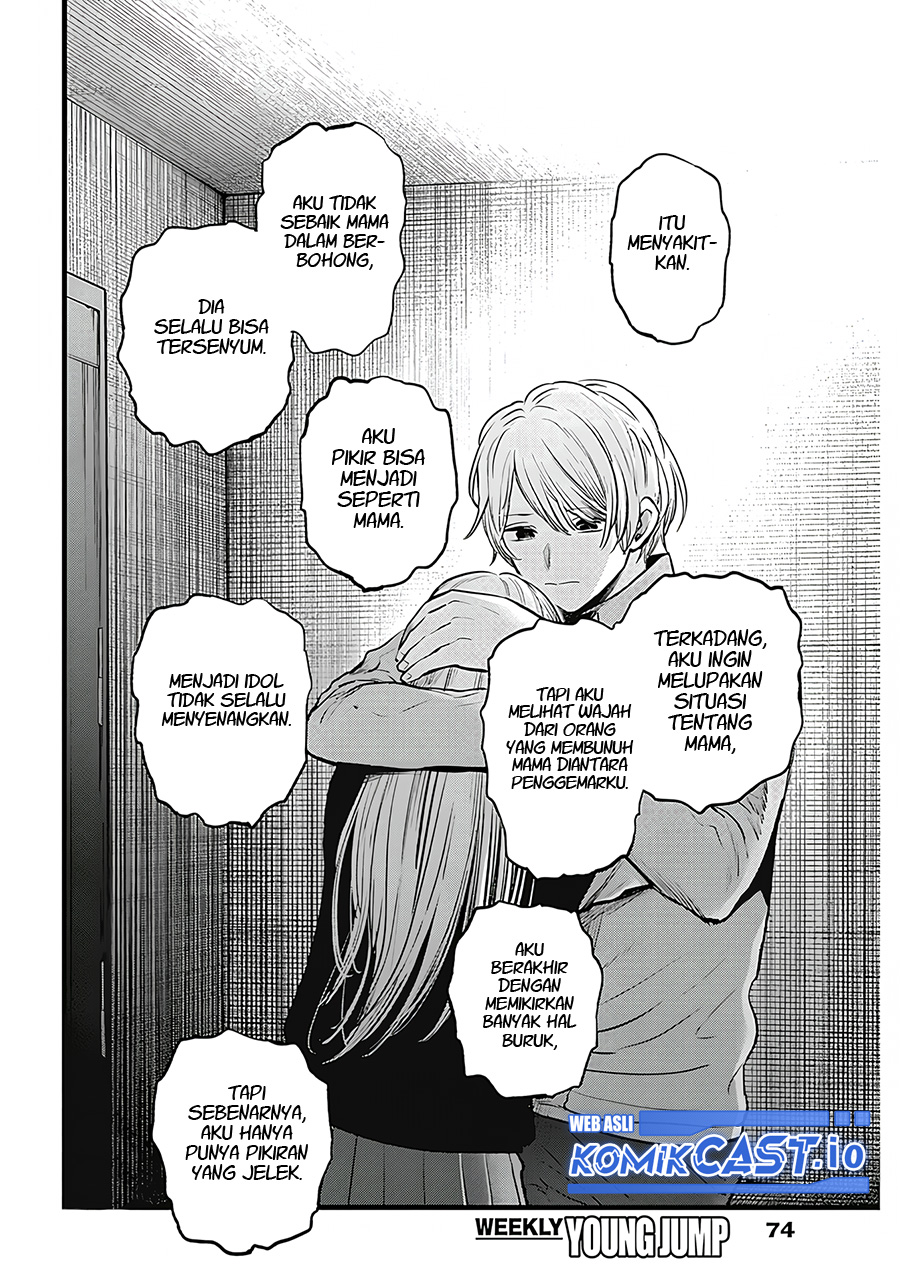 ITU
MENYAKIT-
KAN.
TERKADANG,
AKU INGIN
MELUPAKAN
SITUASI
TENTANG
MAMA,
TAPI AKU
MELIHAT WAJAH
DARI ORANG
YANG MEMBUNUH
MAMA DIANTARA
PENGGEMARKU.
AKU
BERAKHIR
DENGAN
MEMIKIRKAN
BANYAK HAL
BURUK,
AKU TIDAK
SEBAIK MAMA
DALAM BER-
BOHONG,
DIA
SELALU BISA
TERSENYUM.
AKU
PIKIR BISA
MENJADI
SEPERTI
MAMA.
MENJADI IDOL
TIDAK SELALU
MENYENANGKAN.
TAPI
SEBENARNYA,
AKU HANYA
PUNYA PIKIRAN
YANG JELEK.
WEB ASLI
KOMIKCAST.io
WEEKLY YOUNG JUMP 74